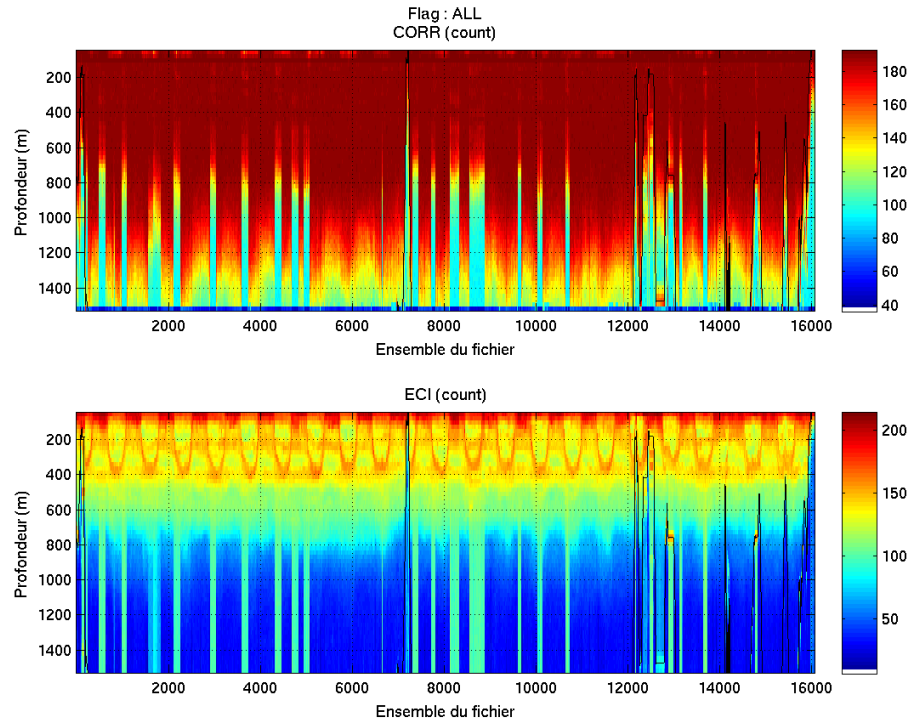 Flag : ALL
CORR (count)
Profondeur (m)
200
400
600
800
1000
1200
1400
2000 4000 6000 8000 10000 12000 14000 16000
Ensemble du fichier
180
160
140
120
100
80
60
40
ECI (count)
Profondeur (m)
200
400
600
800
1000
1200
1400
2000 4000 6000 8000 10000 12000 14000 16000
Ensemble du fichier
200
150
100
50